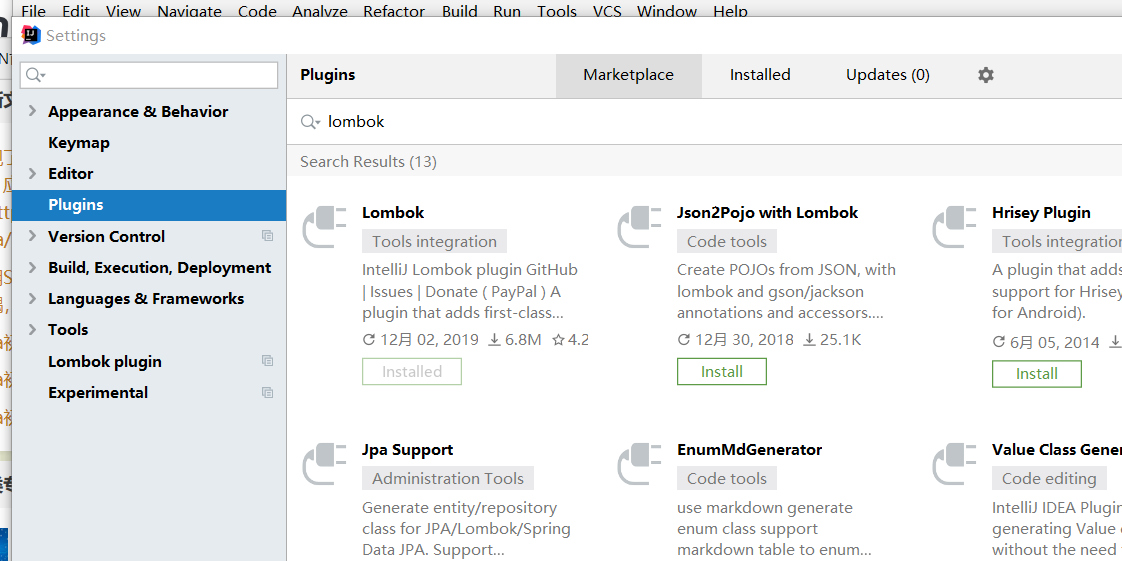 File Edit View Navigate Code Analyze Refactor Build Run Tools VCS Window Help
Settings
Plugins Marketplace Installed Updates (0)
Appearance & Behavior
Keymap
Editor
Plugins
Version Control
Build, Execution, Deployment
Languages & Frameworks
Tools
Lombok plugin
Experimental
lombok
Search Results (13)
Lombok
Tools integration
IntelliJ Lombok plugin GitHub
| Issues | Donate ( PayPal ) A
plugin that adds first-class...
12月 02, 2019 6.8M 4.2
Installed
Json2Pojo with Lombok
Code tools
Create POJOs from JSON, with
lombok and gson/jackson
annotations and accessors....
12月 30, 2018 25.1K
Install
Hrisey Plugin
Tools integration
A plugin that adds
support for Hrisey
for Android).
6月 05, 2014
Install
Jpa Support
Administration Tools
Generate entity/repository
class for JPA/Lombok/Spring
Data JPA. Support...
EnumMdGenerator
Code tools
use markdown generate
enum class support
markdown table to enum...
Value Class Gener
Code editing
IntelliJ IDEA Plugin
generating Value
without the need